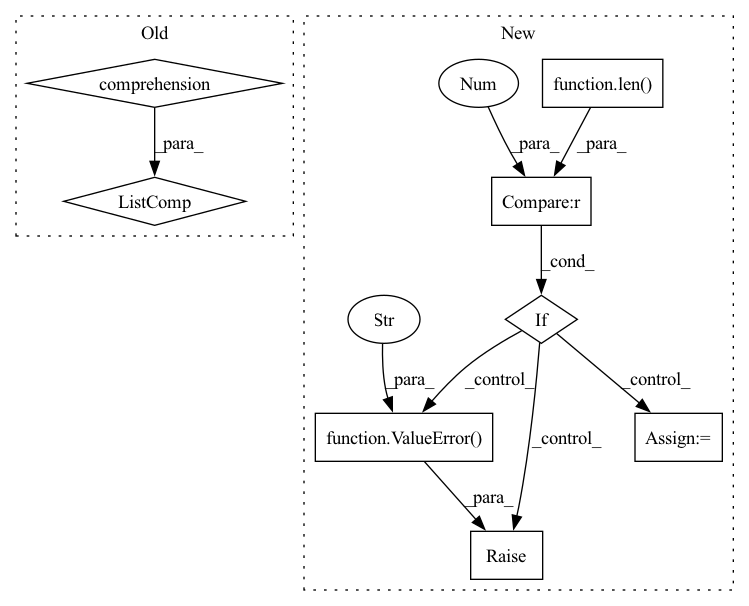 Old
New
comprehension
Num
function.len()
_para_
_para_
_para_
ListComp
Compare:r
_cond_
Str
If
_para_
_control_
_control_
_control_
function.ValueError()
Assign:=
_para_
Raise